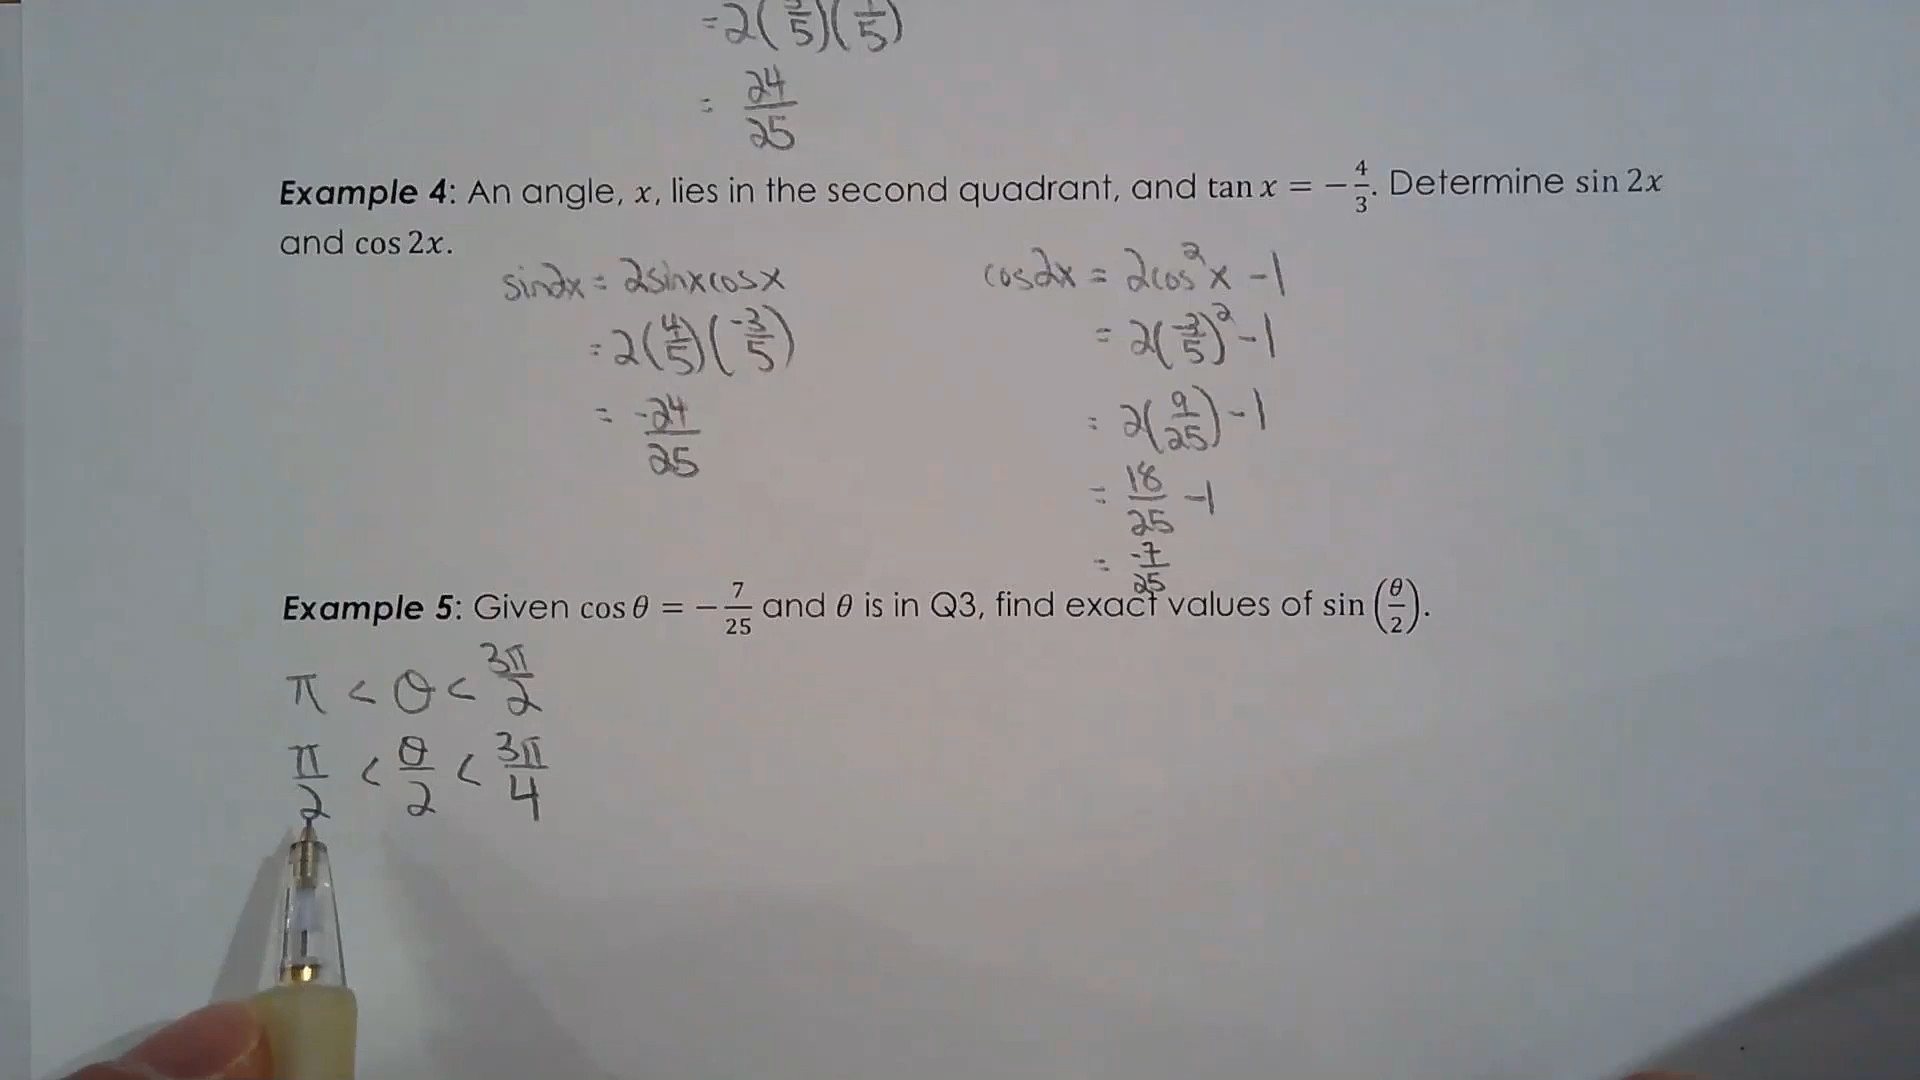 = 2(3/5)(4/5)
= 24/25
Example 4: An angle, x, lies in the second quadrant, and tan x = −4/3. Determine sin 2x
and cos 2x.
sin2x = 2sinxcosx
= 2(4/5)(-3/5)
= -24/25
cos2x = 2cos²x - 1
= 2(-3/5)² - 1
= 2(9/25) - 1
= 18/25 - 1
= -7/25
Example 5: Given cos θ = −7/25 and θ is in Q3, find exact values of sin (θ/2).
π < θ < 3π/2
π/2 < θ/2 < 3π/4